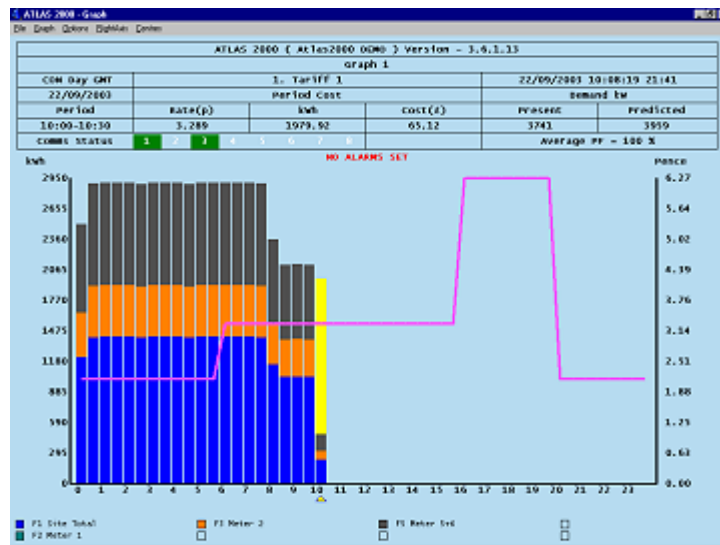 ATLAS 2000 - Graph
File Graph Options RightAxis Comms
ATLAS 2000 ( Atlas2000 DEMO ) Version - 3.6.1.13
Graph 1
COM Day GMT 1. Tariff 1 22/09/2003 10:08:19 21:41
22/09/2003 Period Cost Demand kW
Period Rate(p) kWh Cost(£) Present Predicted
10:00-10:30 3.289 1979.92 65.12 3741 3959
Comms Status 1 2 3 4 5 6 7 8 Average PF - 100 %
NO ALARMS SET
kWh Pence
2950 6.27
2655 5.64
2360 5.02
2065 4.39
1770 3.76
1475 3.14
1180 2.51
885 1.88
590 1.25
295 0.63
0 0.00
0 1 2 3 4 5 6 7 8 9 10 11 12 13 14 15 16 17 18 19 20 21 22 23
F1 Site Total F3 Meter 2 F5 Meter 5+6
F2 Meter 1